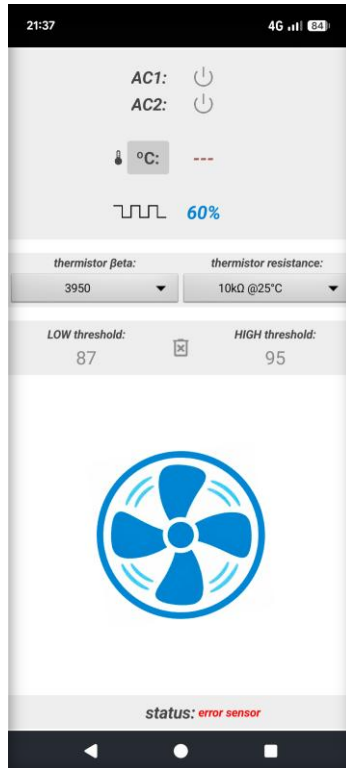 21:37 4G 84
AC1:
AC2:
ºC: ---
60%
thermistor βeta: thermistor resistance:
3950 10kΩ @25°C
LOW threshold: HIGH threshold:
87 95
status: error sensor